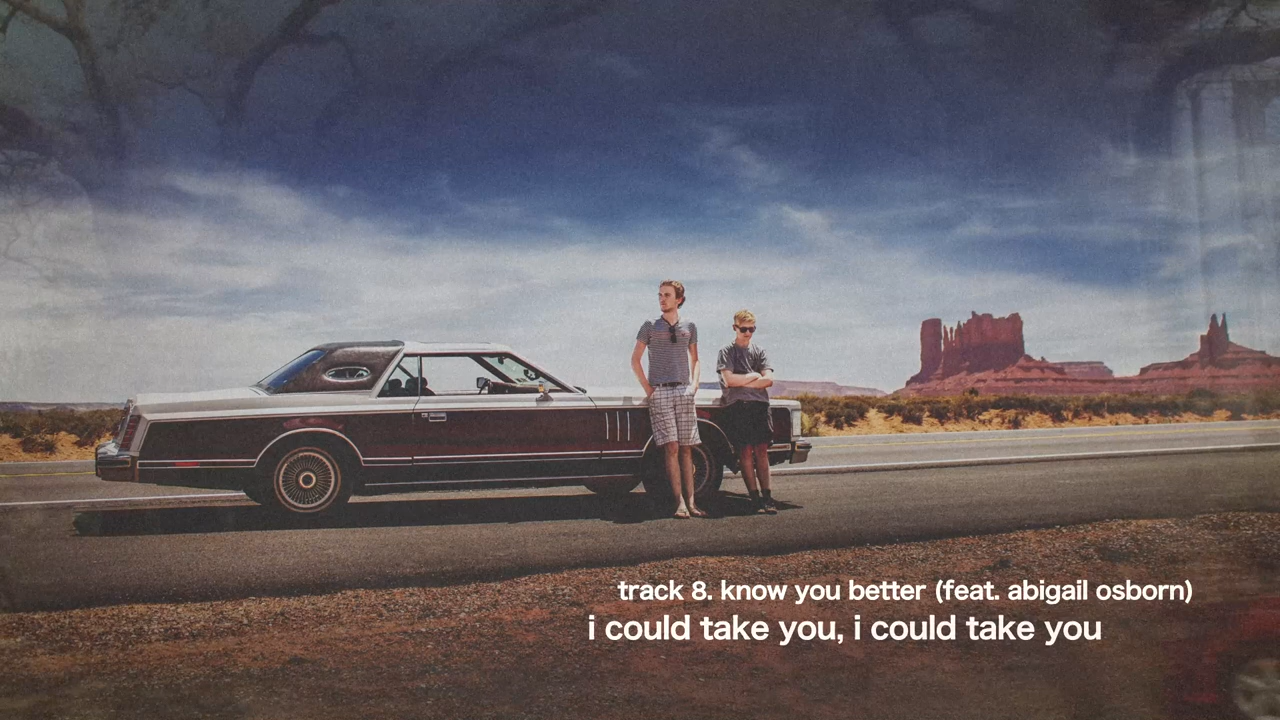 track 8. know you better (feat. abigail osborn)
i could take you, i could take you